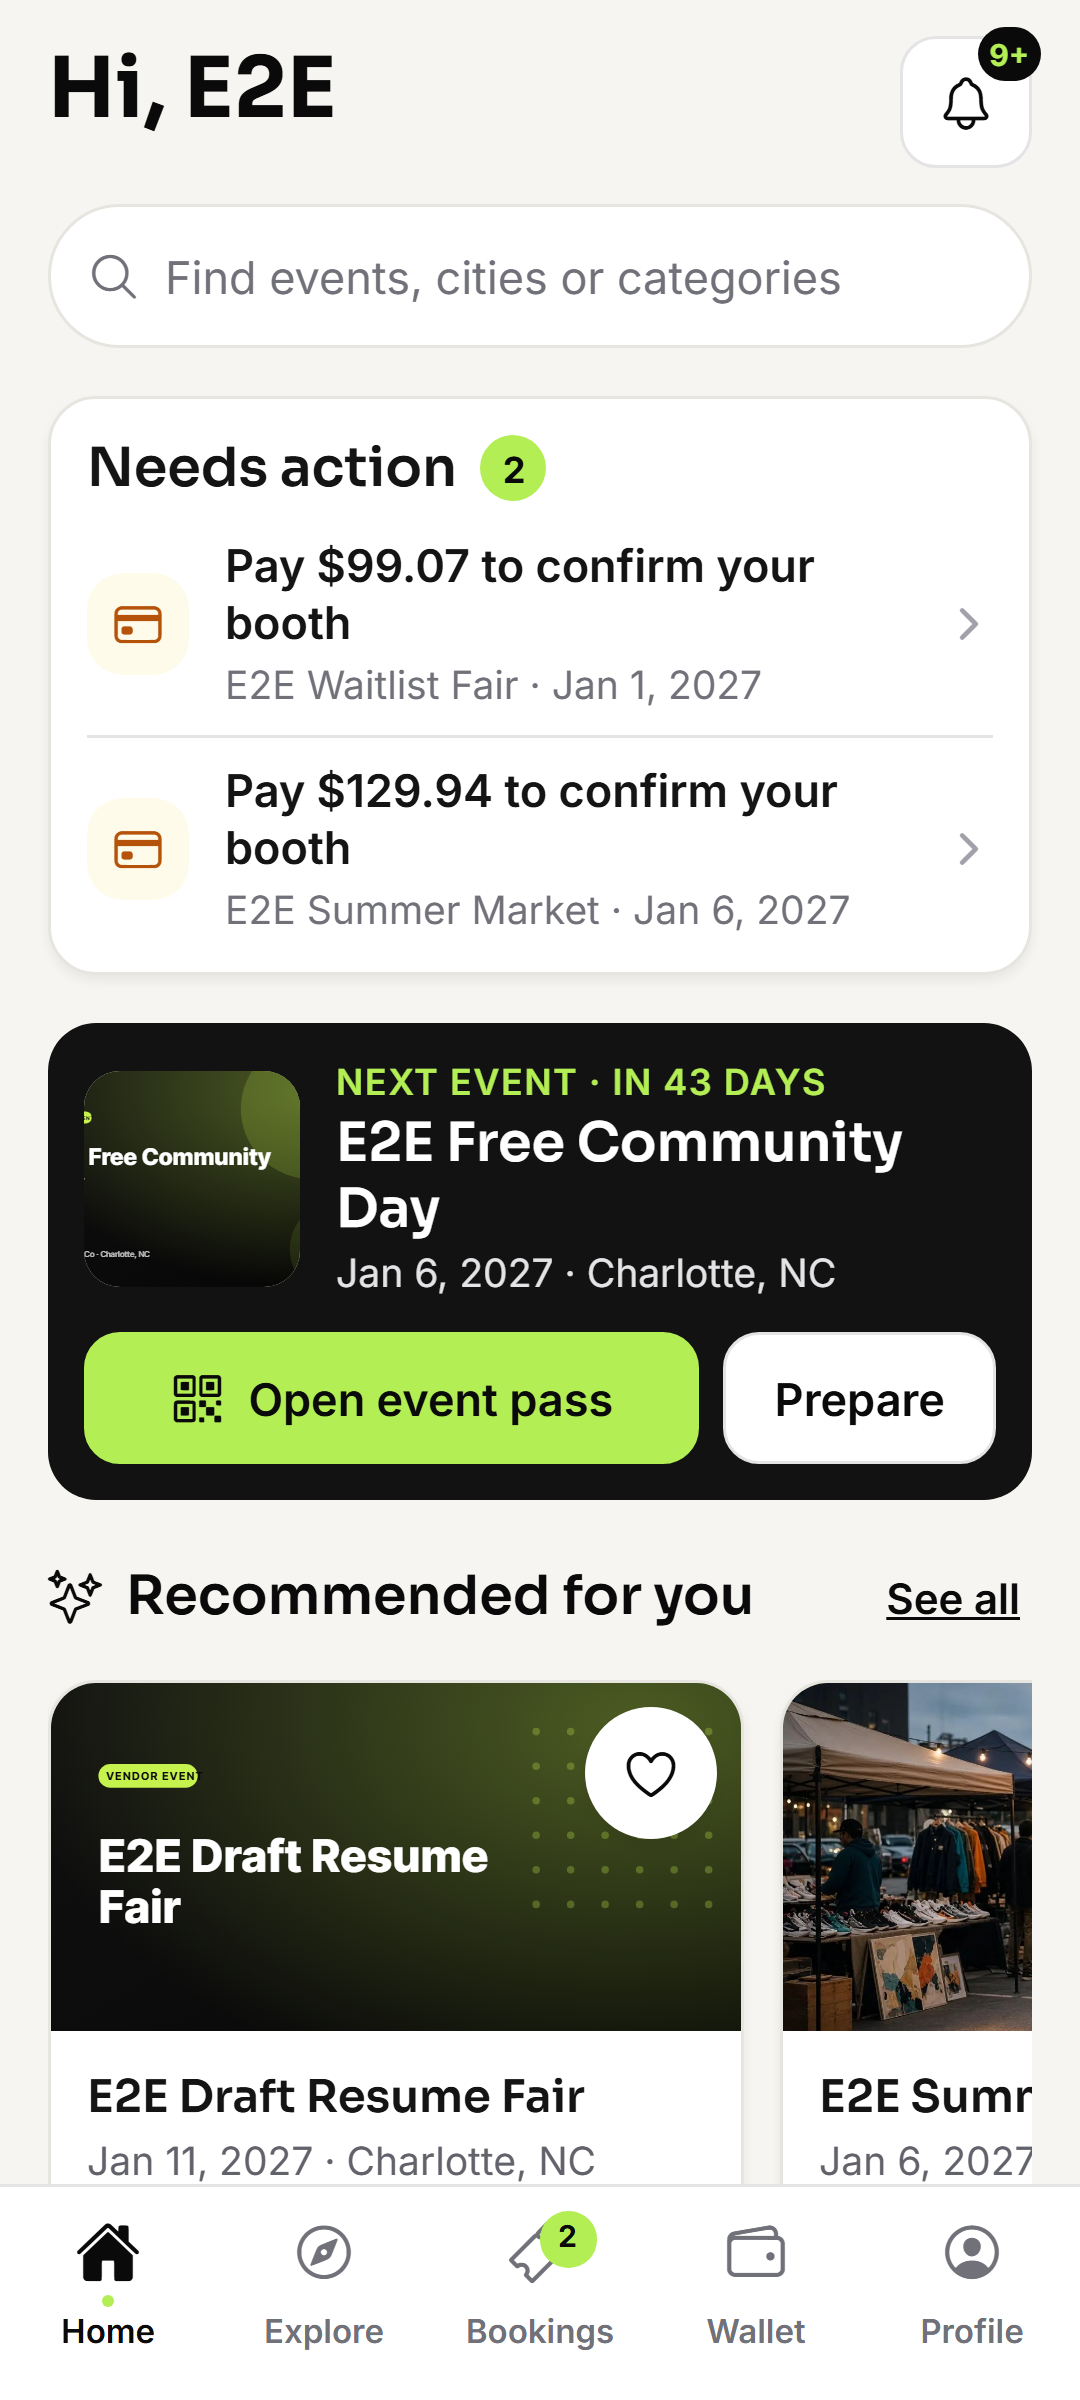 Hi, E2E
9+
Find events, cities or categories
Needs action 2
Pay $99.07 to confirm your
booth
E2E Waitlist Fair · Jan 1, 2027
Pay $129.94 to confirm your
booth
E2E Summer Market · Jan 6, 2027
NEXT EVENT · IN 43 DAYS
E2E Free Community
Day
Jan 6, 2027 · Charlotte, NC
Free Community
Co · Charlotte, NC
Open event pass
Prepare
Recommended for you
See all
VENDOR EVENT
E2E Draft Resume
Fair
E2E Draft Resume Fair
Jan 11, 2027 · Charlotte, NC
E2E Sum
Jan 6, 2027
2
Home
Explore
Bookings
Wallet
Profile